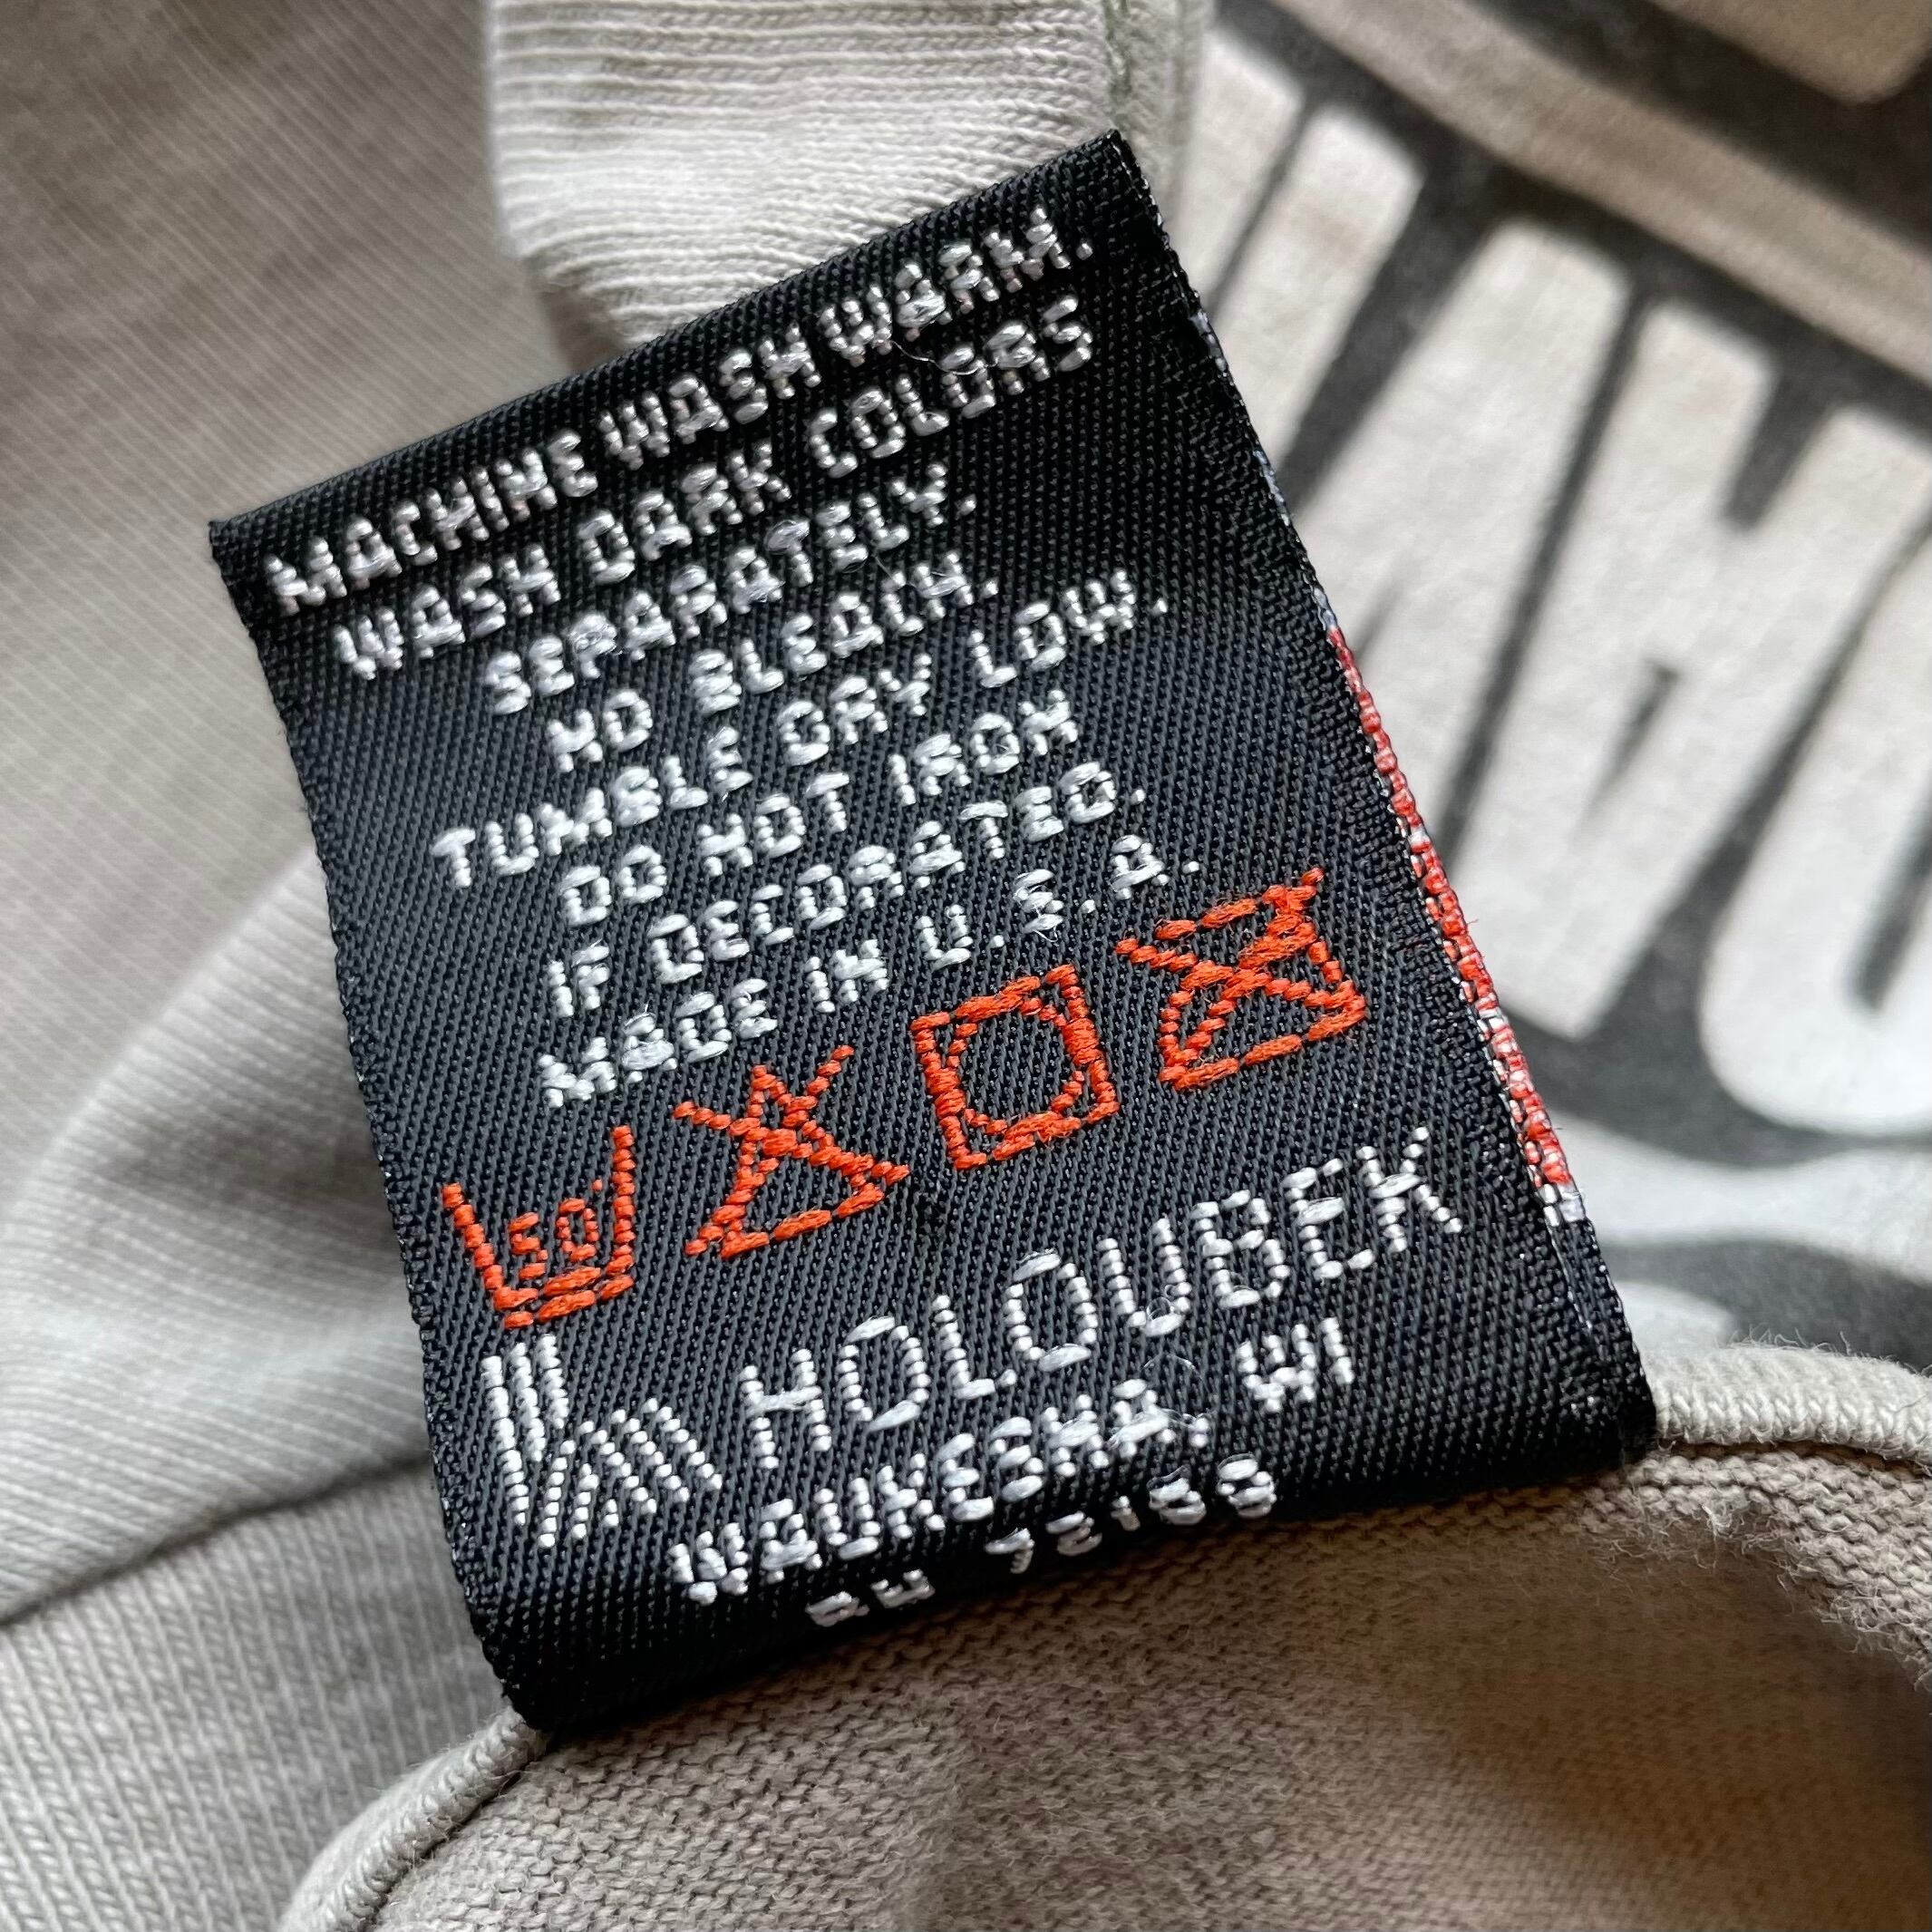 MACHINE WASH WARM.
WASH DARK COLORS
SEPARATELY.
NO BLEACH.
TUMBLE DRY LOW.
DO NOT IRON
IF DECORATED.
MADE IN U.S.A.
50°
HOLOUBEK
WAUKESHA, WI